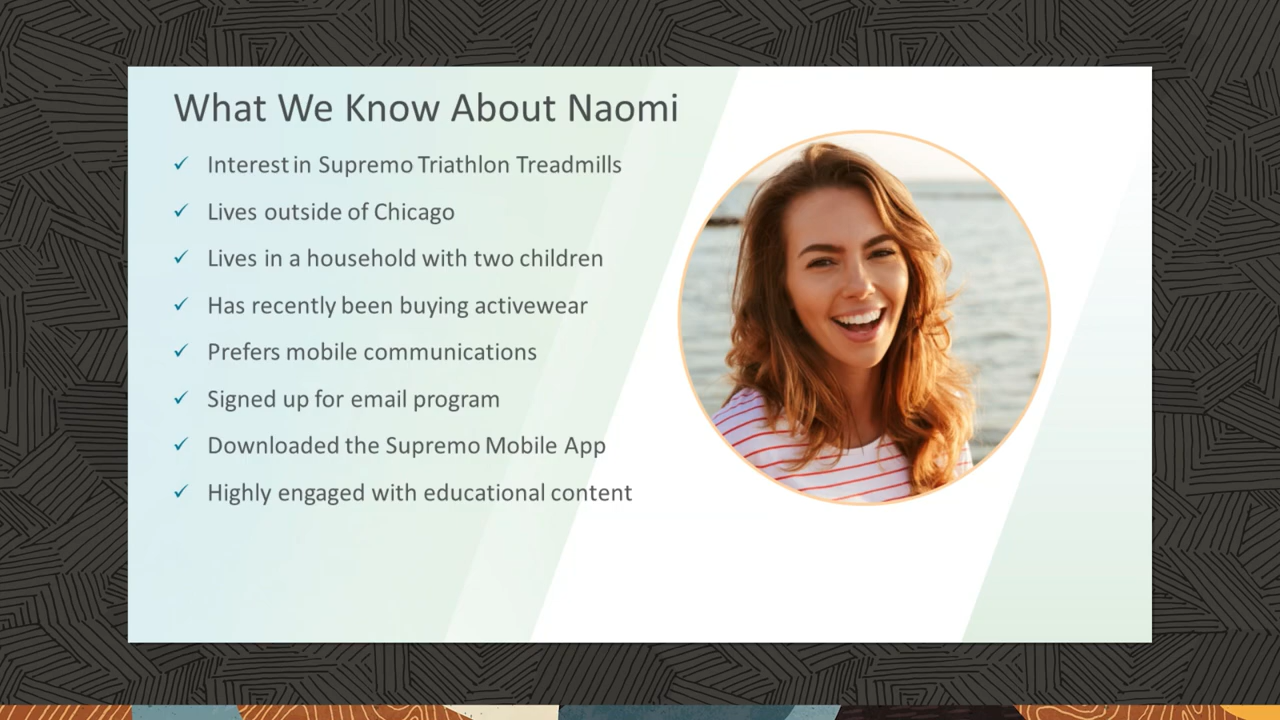 What We Know About Naomi
Interest in Supremo Triathlon Treadmills
Lives outside of Chicago
Lives in a household with two children
Has recently been buying activewear
Prefers mobile communications
Signed up for email program
Downloaded the Supremo Mobile App
Highly engaged with educational content